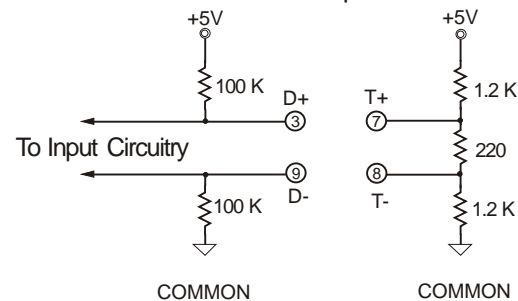 +5V +5V
100 K 1.2 K
D+ T+
3 7
To Input Circuitry 220
9 8
D- T-
100 K 1.2 K
COMMON COMMON